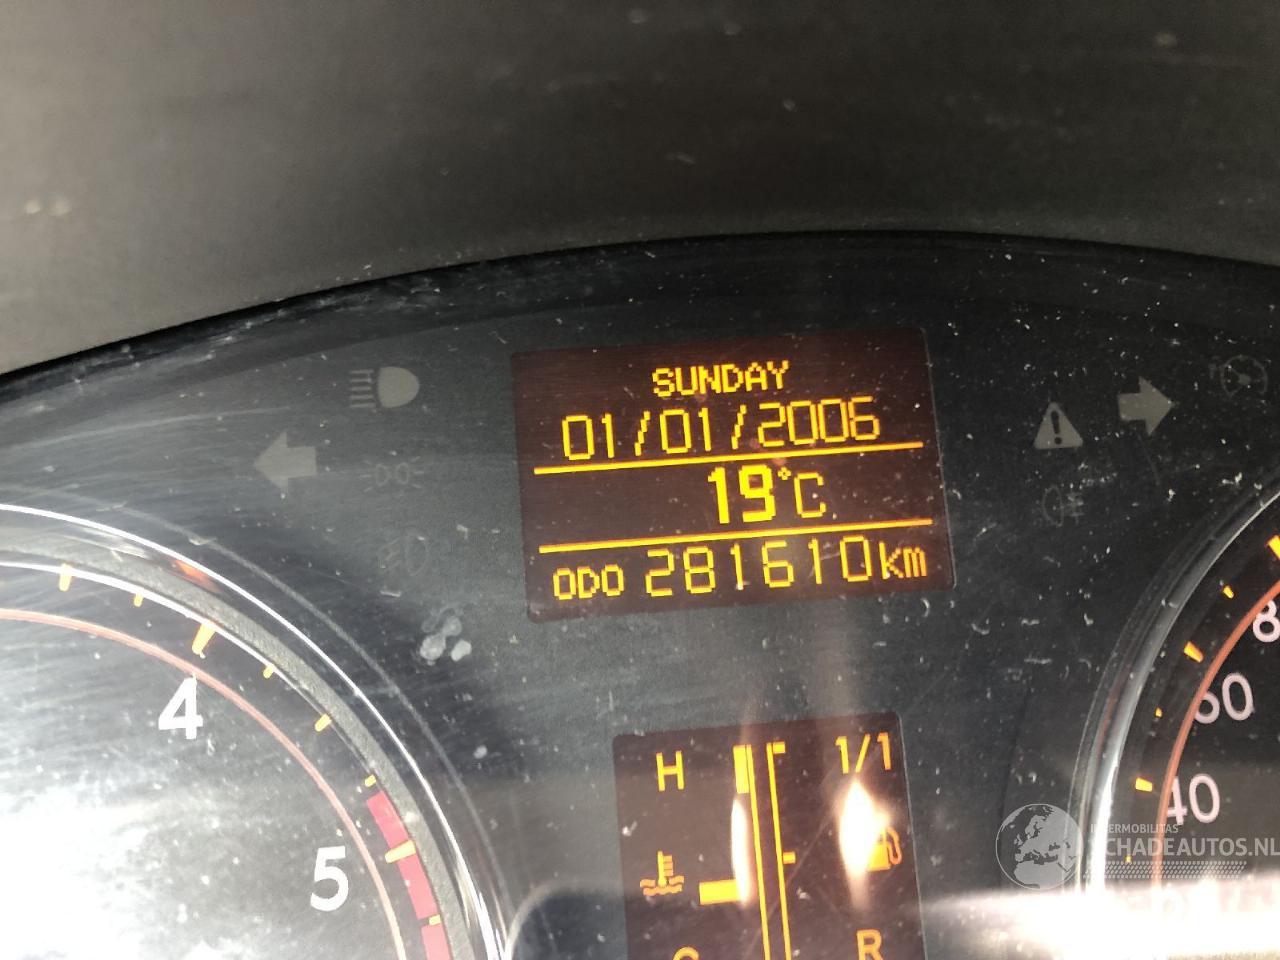 SUNDAY
01/01/2006
19°C
ODO 281610km
4
5
H
1/1
R
60
40
SCHADEAUTOS.NL